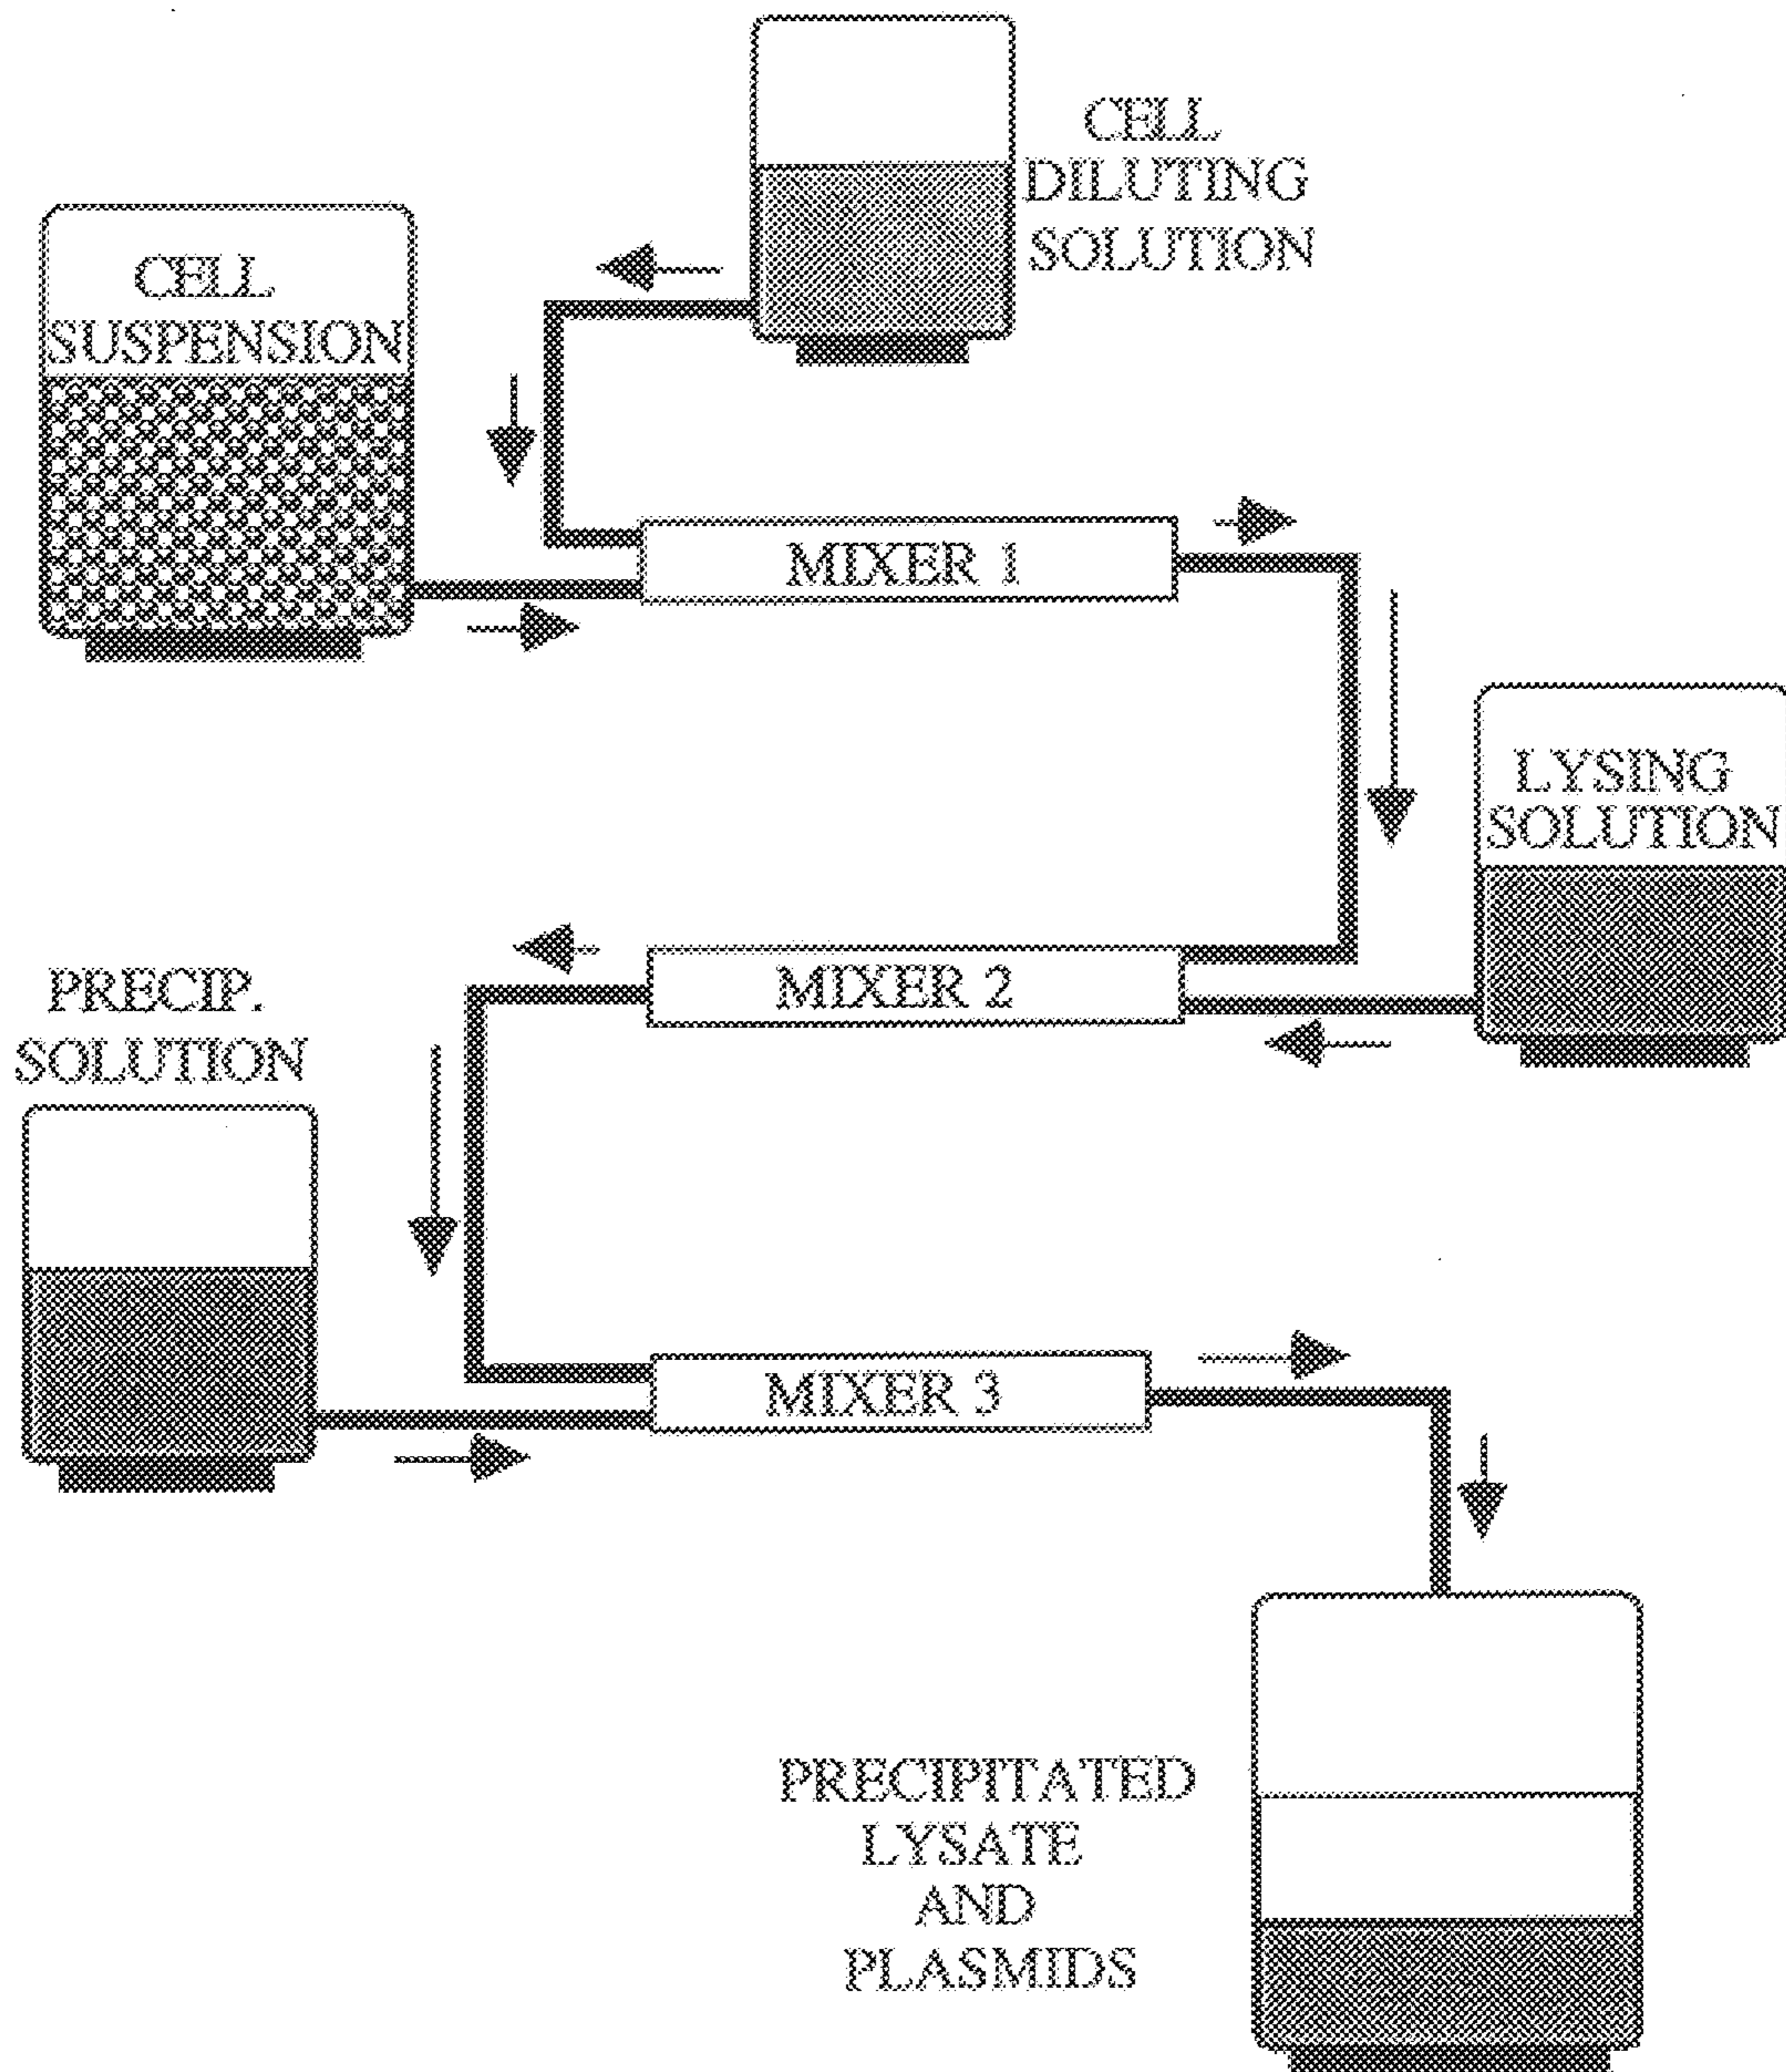 CELL
DILUTING
SOLUTION
CELL
SUSPENSION
MIXER 1
LYSING
SOLUTION
MIXER 2
PRECIP.
SOLUTION
MIXER 3
PRECIPITATED
LYSATE
AND
PLASMIDS